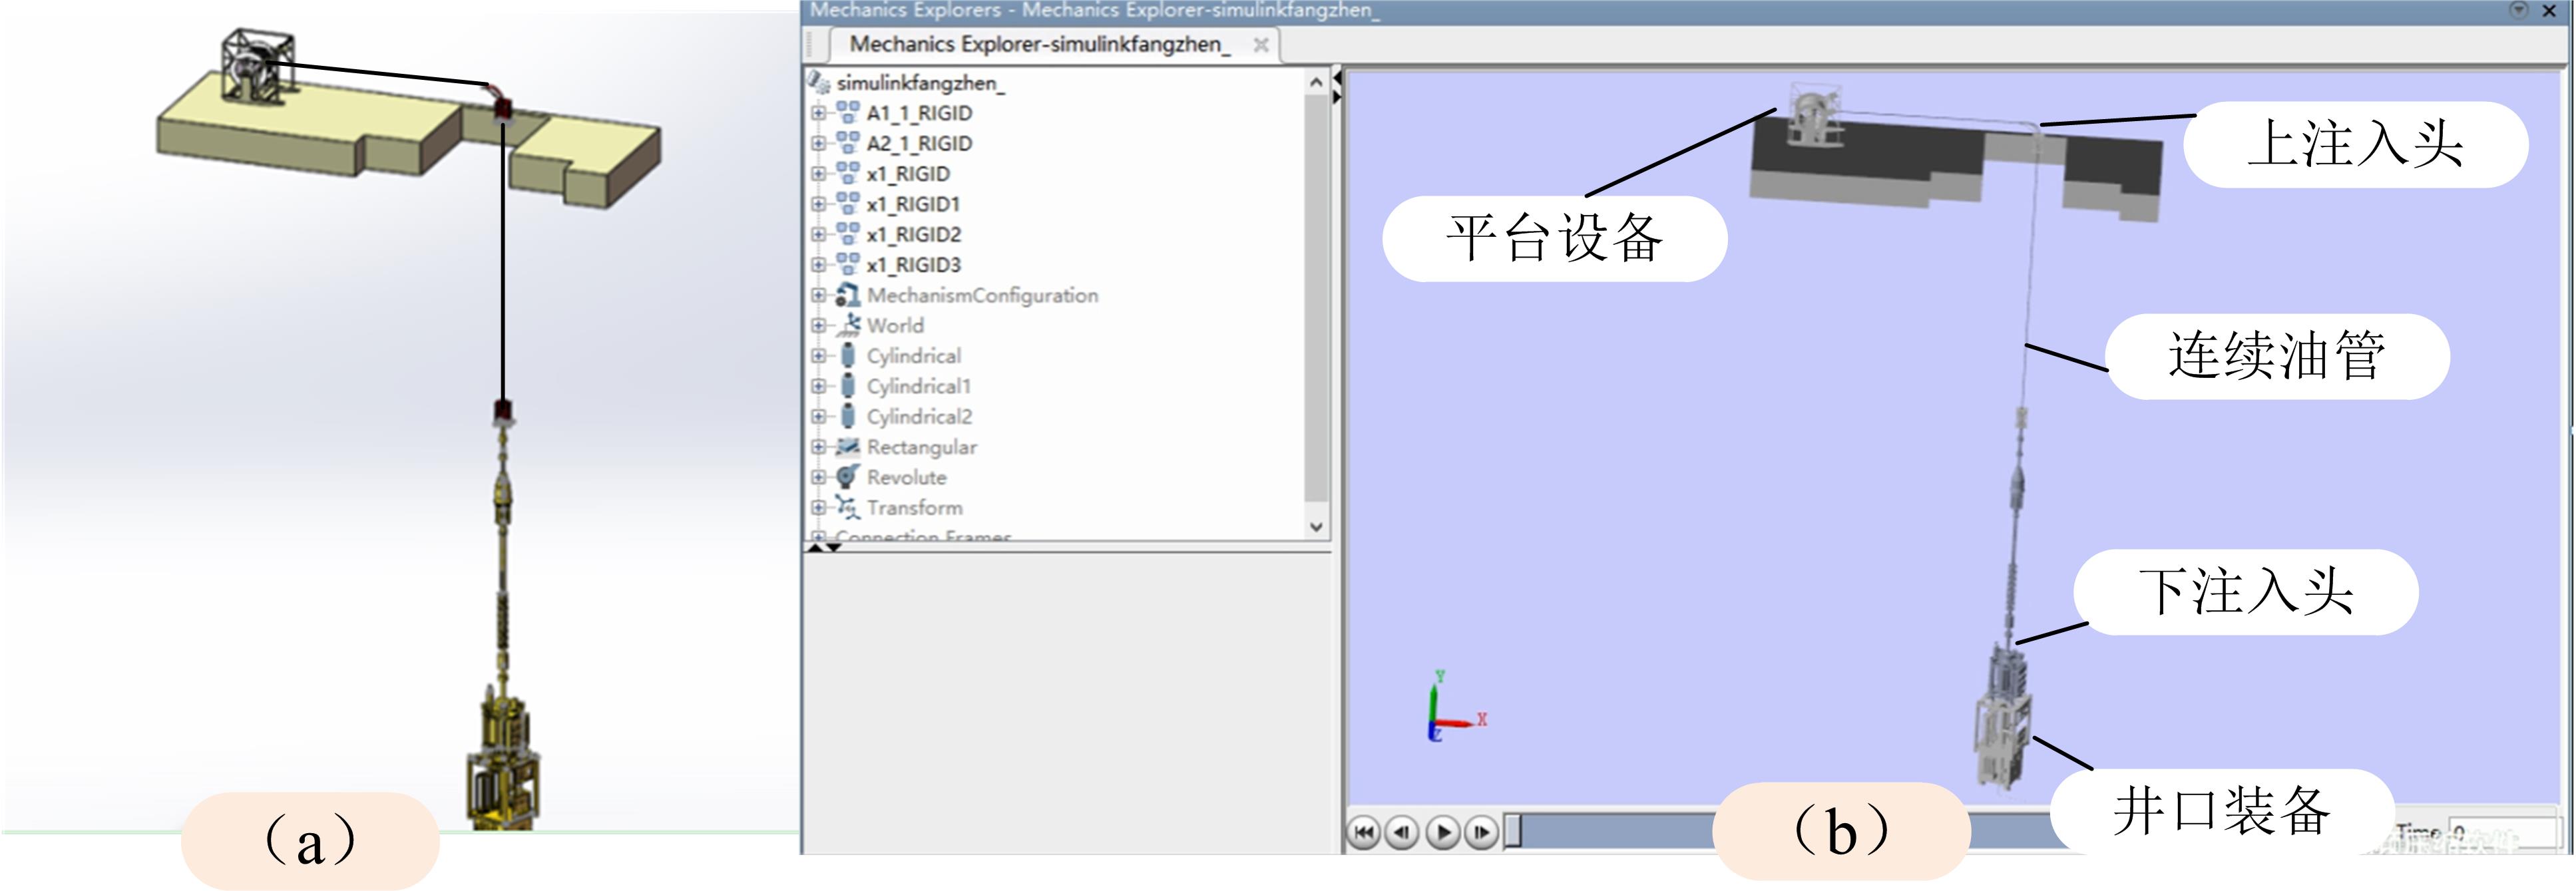 Mechanics Explorers - Mechanics Explorer-simulinkfangzhen_
Mechanics Explorer-simulinkfangzhen_
simulinkfangzhen_
A1_1_RIGID
A2_1_RIGID
x1_RIGID
x1_RIGID1
x1_RIGID2
x1_RIGID3
MechanismConfiguration
World
Cylindrical
Cylindrical1
Cylindrical2
Rectangular
Revolute
Transform
Connection Frames
上注入头
平台设备
连续油管
下注入头
井口装备
Y
X
Z
Time 0
(a)
(b)